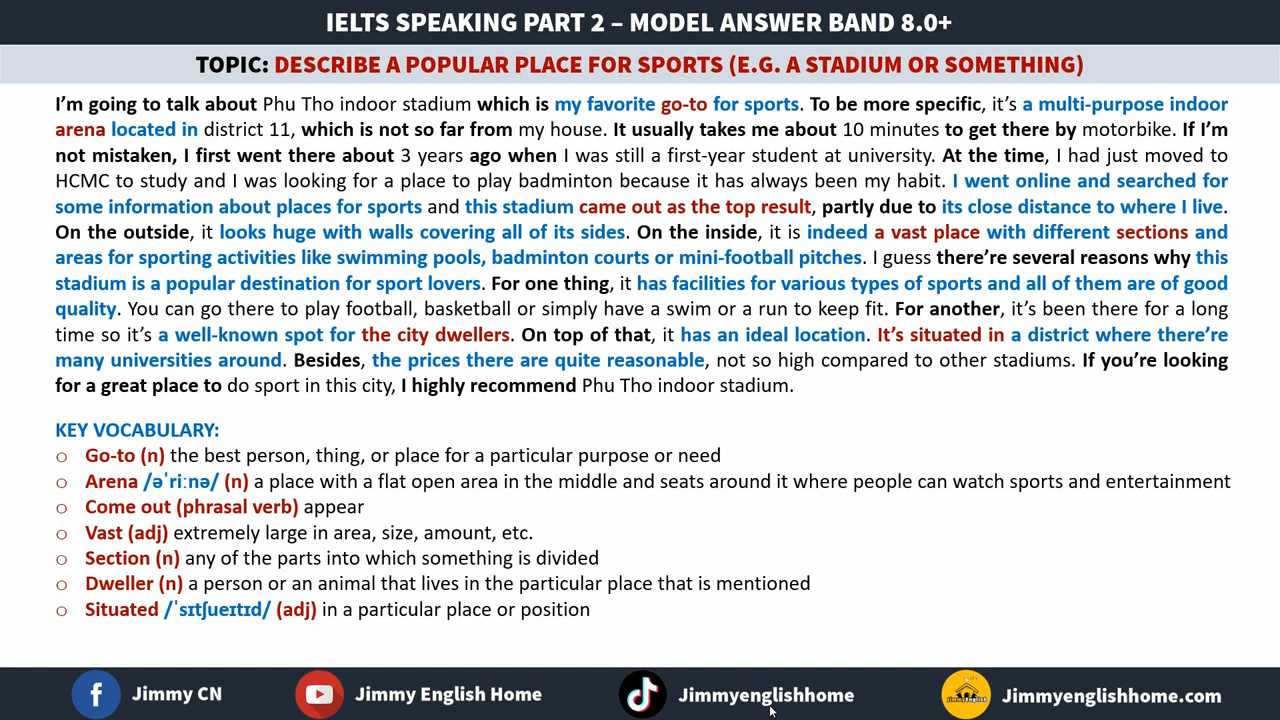 IELTS SPEAKING PART 2 – MODEL ANSWER BAND 8.0+
TOPIC: DESCRIBE A POPULAR PLACE FOR SPORTS (E.G. A STADIUM OR SOMETHING)
I’m going to talk about Phu Tho indoor stadium which is my favorite go-to for sports. To be more specific, it’s a multi-purpose indoor
arena located in district 11, which is not so far from my house. It usually takes me about 10 minutes to get there by motorbike. If I’m
not mistaken, I first went there about 3 years ago when I was still a first-year student at university. At the time, I had just moved to
HCMC to study and I was looking for a place to play badminton because it has always been my habit. I went online and searched for
some information about places for sports and this stadium came out as the top result, partly due to its close distance to where I live.
On the outside, it looks huge with walls covering all of its sides. On the inside, it is indeed a vast place with different sections and
areas for sporting activities like swimming pools, badminton courts or mini-football pitches. I guess there’re several reasons why this
stadium is a popular destination for sport lovers. For one thing, it has facilities for various types of sports and all of them are of good
quality. You can go there to play football, basketball or simply have a swim or a run to keep fit. For another, it’s been there for a long
time so it’s a well-known spot for the city dwellers. On top of that, it has an ideal location. It’s situated in a district where there’re
many universities around. Besides, the prices there are quite reasonable, not so high compared to other stadiums. If you’re looking
for a great place to do sport in this city, I highly recommend Phu Tho indoor stadium.
KEY VOCABULARY:
o Go-to (n) the best person, thing, or place for a particular purpose or need
o Arena /əˈriːnə/ (n) a place with a flat open area in the middle and seats around it where people can watch sports and entertainment
o Come out (phrasal verb) appear
o Vast (adj) extremely large in area, size, amount, etc.
o Section (n) any of the parts into which something is divided
o Dweller (n) a person or an animal that lives in the particular place that is mentioned
o Situated /ˈsɪtʃueɪtɪd/ (adj) in a particular place or position
Jimmy CN Jimmy English Home Jimmyenglishhome Jimmyenglishhome.com